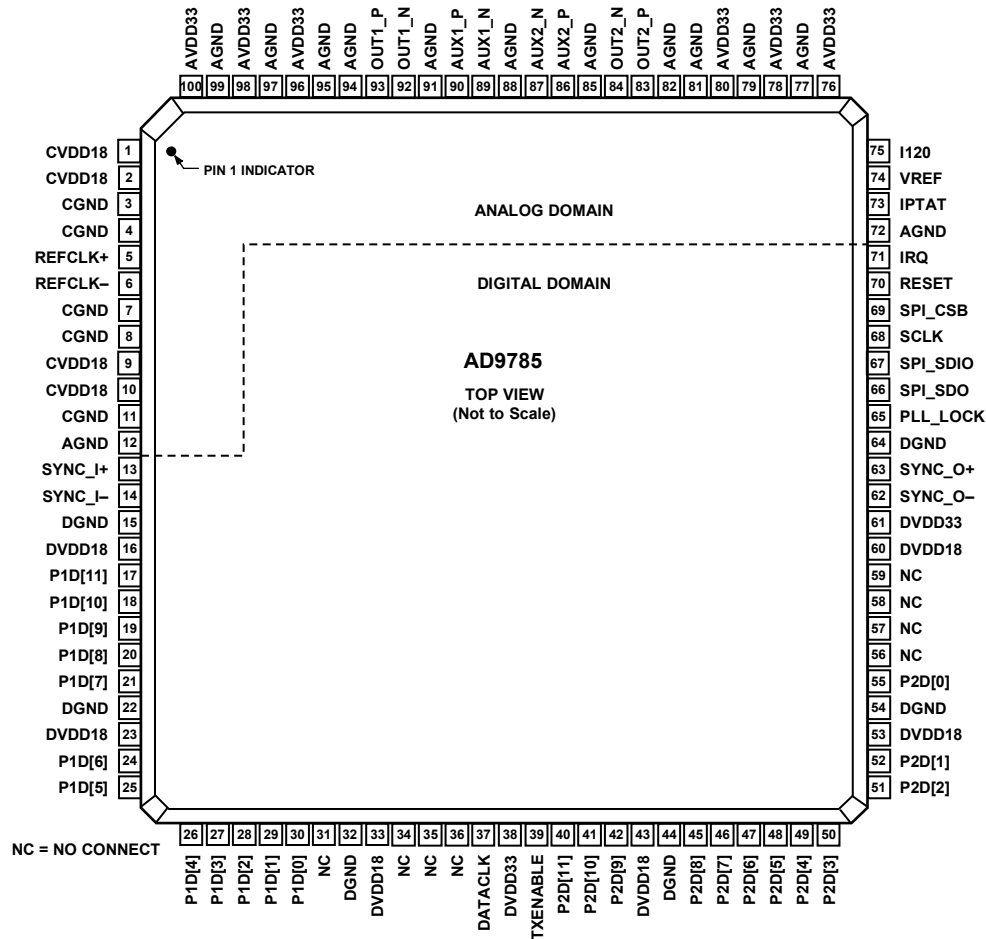 AVDD33
AGND
AVDD33
AGND
AVDD33
AGND
AGND
OUT1_P
OUT1_N
AGND
AUX1_P
AUX1_N
AGND
AUX2_N
AUX2_P
AGND
OUT2_N
OUT2_P
AGND
AGND
AVDD33
AGND
AVDD33
AGND
AVDD33
100 99 98 97 96 95 94 93 92 91 90 89 88 87 86 85 84 83 82 81 80 79 78 77 76
CVDD18 1
CVDD18 2
CGND 3
CGND 4
REFCLK+ 5
REFCLK– 6
CGND 7
CGND 8
CVDD18 9
CVDD18 10
CGND 11
AGND 12
SYNC_I+ 13
SYNC_I– 14
DGND 15
DVDD18 16
P1D[11] 17
P1D[10] 18
P1D[9] 19
P1D[8] 20
P1D[7] 21
DGND 22
DVDD18 23
P1D[6] 24
P1D[5] 25
PIN 1 INDICATOR
ANALOG DOMAIN
DIGITAL DOMAIN
AD9785
TOP VIEW
(Not to Scale)
75 I120
74 VREF
73 IPTAT
72 AGND
71 IRQ
70 RESET
69 SPI_CSB
68 SCLK
67 SPI_SDIO
66 SPI_SDO
65 PLL_LOCK
64 DGND
63 SYNC_O+
62 SYNC_O–
61 DVDD33
60 DVDD18
59 NC
58 NC
57 NC
56 NC
55 P2D[0]
54 DGND
53 DVDD18
52 P2D[1]
51 P2D[2]
26 27 28 29 30 31 32 33 34 35 36 37 38 39 40 41 42 43 44 45 46 47 48 49 50
NC = NO CONNECT
P1D[4]
P1D[3]
P1D[2]
P1D[1]
P1D[0]
NC
DGND
DVDD18
NC
NC
NC
DATACLK
DVDD33
TXENABLE
P2D[11]
P2D[10]
P2D[9]
DVDD18
DGND
P2D[8]
P2D[7]
P2D[6]
P2D[5]
P2D[4]
P2D[3]